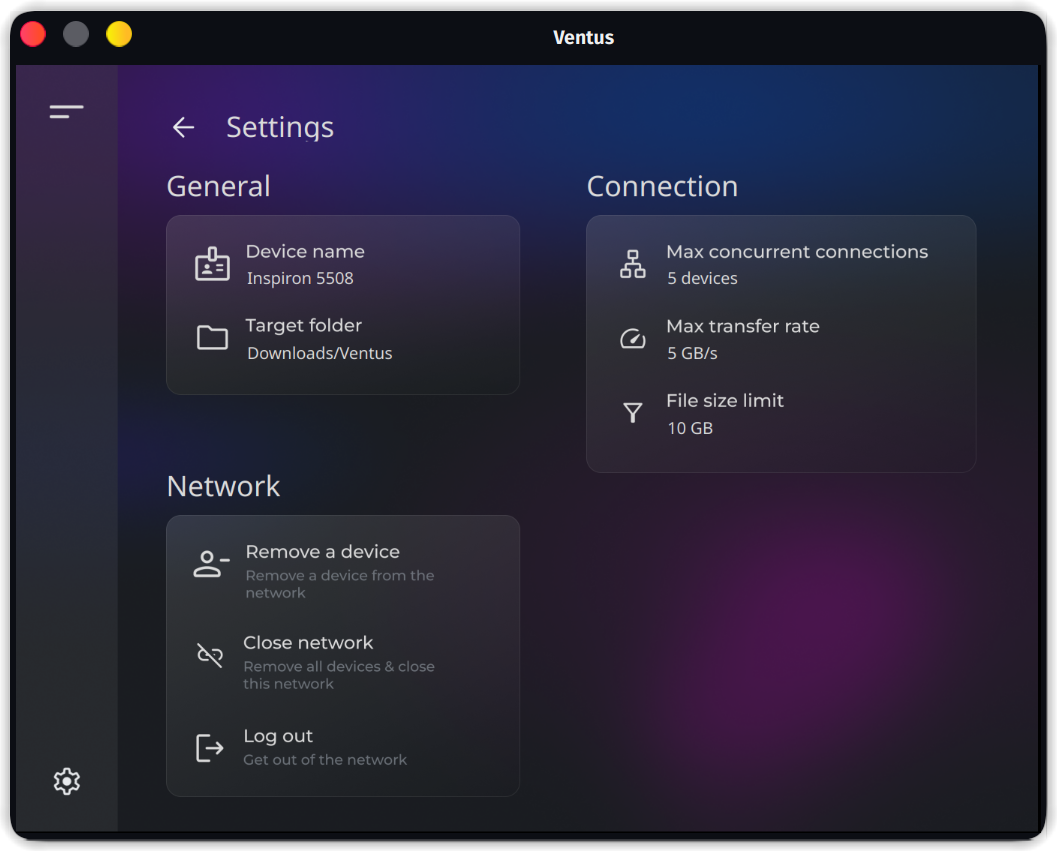 Ventus
Settings
General
Device name
Inspiron 5508
Target folder
Downloads/Ventus
Connection
Max concurrent connections
5 devices
Max transfer rate
5 GB/s
File size limit
10 GB
Network
Remove a device
Remove a device from the
network
Close network
Remove all devices & close
this network
Log out
Get out of the network